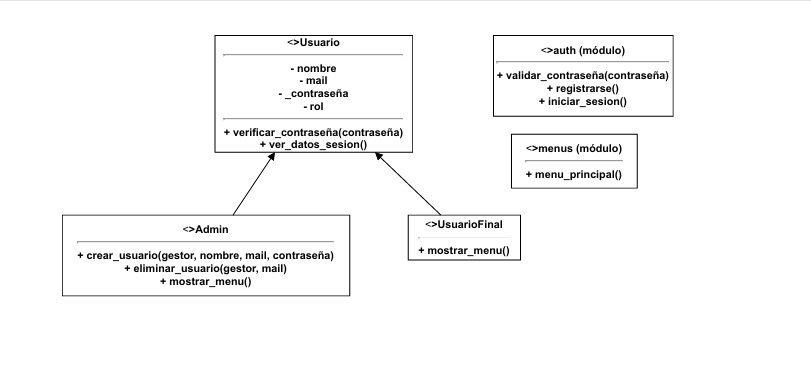 <>Usuario
- nombre
- mail
- _contraseña
- rol
+ verificar_contraseña(contraseña)
+ ver_datos_sesion()
<>auth (módulo)
+ validar_contraseña(contraseña)
+ registrarse()
+ iniciar_sesion()
<>menus (módulo)
+ menu_principal()
<>Admin
+ crear_usuario(gestor, nombre, mail, contraseña)
+ eliminar_usuario(gestor, mail)
+ mostrar_menu()
<>UsuarioFinal
+ mostrar_menu()